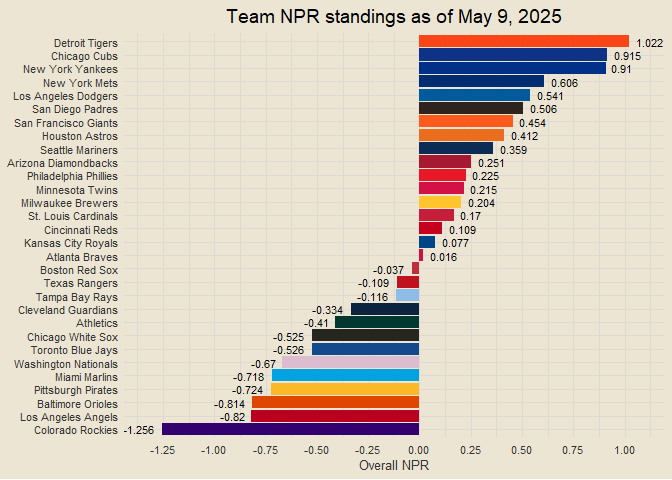 Team NPR standings as of May 9, 2025
Detroit Tigers 1.022
Chicago Cubs 0.915
New York Yankees 0.91
New York Mets 0.606
Los Angeles Dodgers 0.541
San Diego Padres 0.506
San Francisco Giants 0.454
Houston Astros 0.412
Seattle Mariners 0.359
Arizona Diamondbacks 0.251
Philadelphia Phillies 0.225
Minnesota Twins 0.215
Milwaukee Brewers 0.204
St. Louis Cardinals 0.17
Cincinnati Reds 0.109
Kansas City Royals 0.077
Atlanta Braves 0.016
Boston Red Sox -0.037
Texas Rangers -0.109
Tampa Bay Rays -0.116
Cleveland Guardians -0.334
Athletics -0.41
Chicago White Sox -0.525
Toronto Blue Jays -0.526
Washington Nationals -0.67
Miami Marlins -0.718
Pittsburgh Pirates -0.724
Baltimore Orioles -0.814
Los Angeles Angels -0.82
Colorado Rockies -1.256
-1.25 -1.00 -0.75 -0.50 -0.25 0.00 0.25 0.50 0.75 1.00
Overall NPR